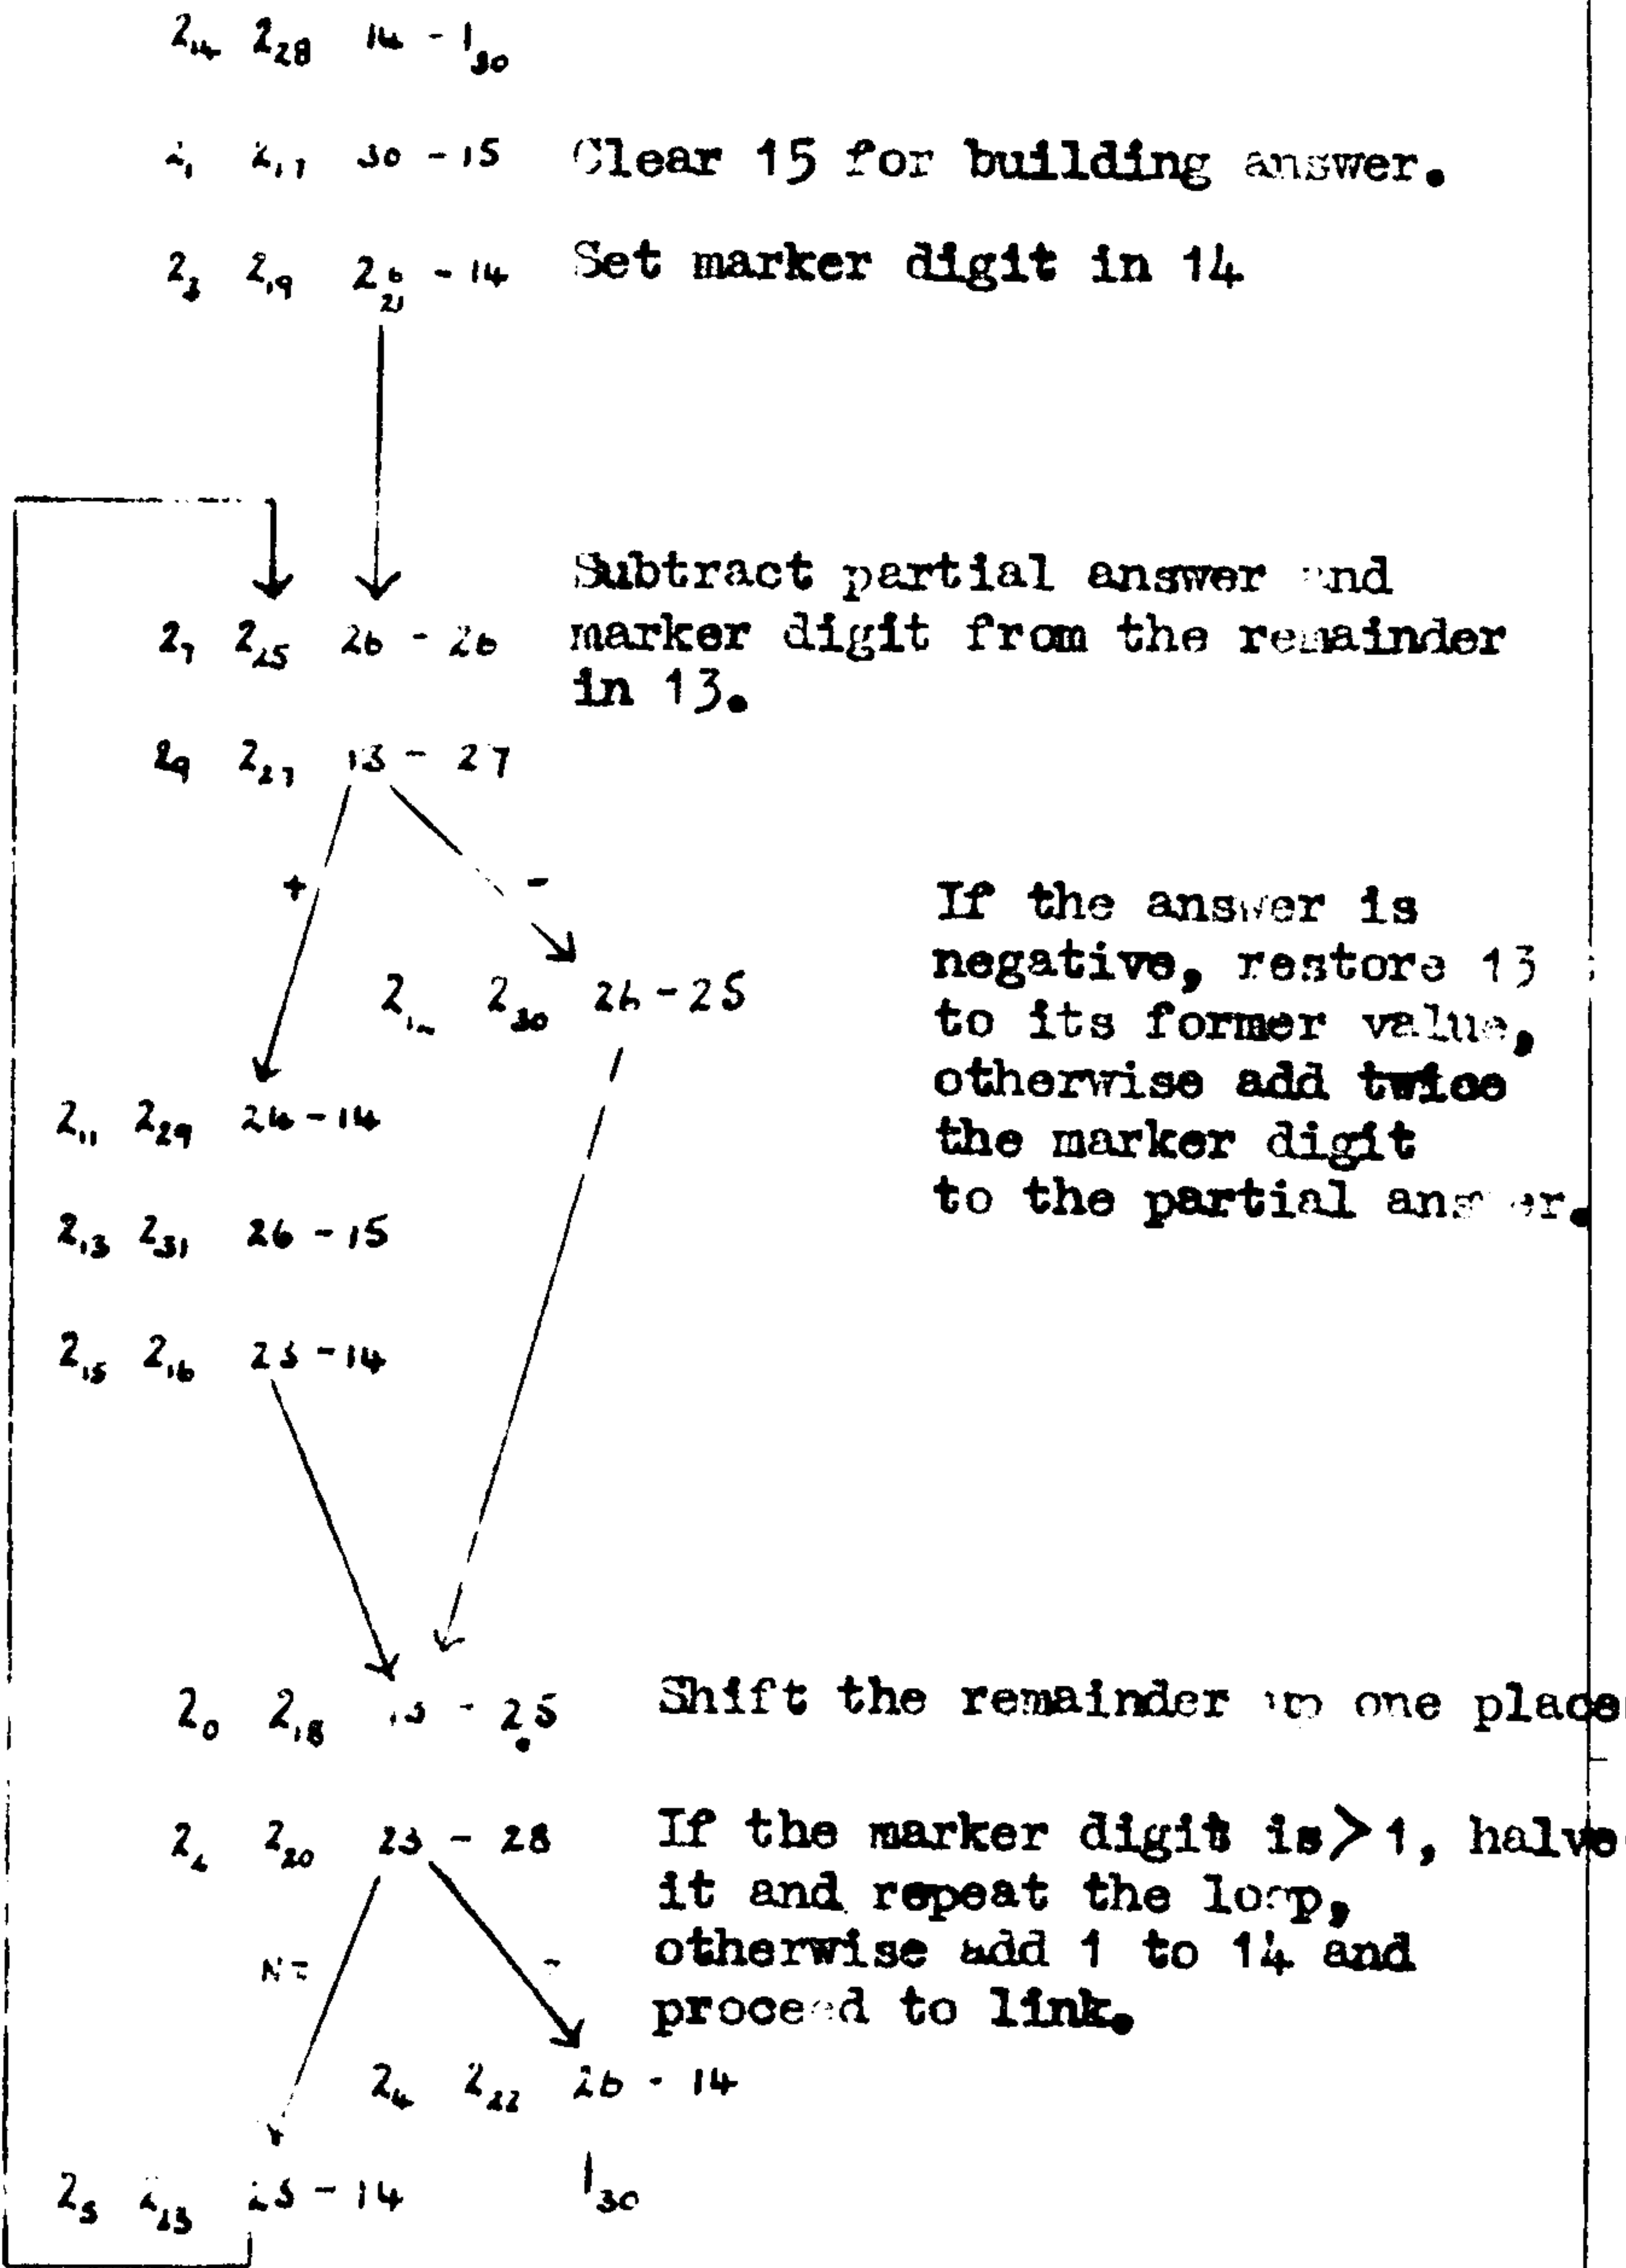 2₁₄ 2₂₈ 14 - 1₃₀
2₁ 2₁₇ 30 - 15 Clear 15 for building answer.
2₃ 2₁₉ 26₂₁ - 14 Set marker digit in 14
Subtract partial answer and
2₇ 2₂₅ 26 - 26 marker digit from the remainder
in 13.
2₉ 2₂₇ 13 - 27
+ -
If the answer is
negative, restore 13
2₃₀ 26 - 25 to its former value,
otherwise add twice
2₁₁ 2₂₉ 24 - 14 the marker digit
to the partial answer.
2₁₃ 2₃₁ 26 - 15
2₁₅ 2₁₆ 23 - 14
2₀ 2₁₈ 13 - 25 Shift the remainder up one place
2₂ 2₂₀ 23 - 28 If the marker digit is > 1, halve
it and repeat the loop,
otherwise add 1 to 14 and
proceed to link.
2₄ 2₂₂ 26 - 14
2₅ 2₂₃ 23 - 14 1₃₀